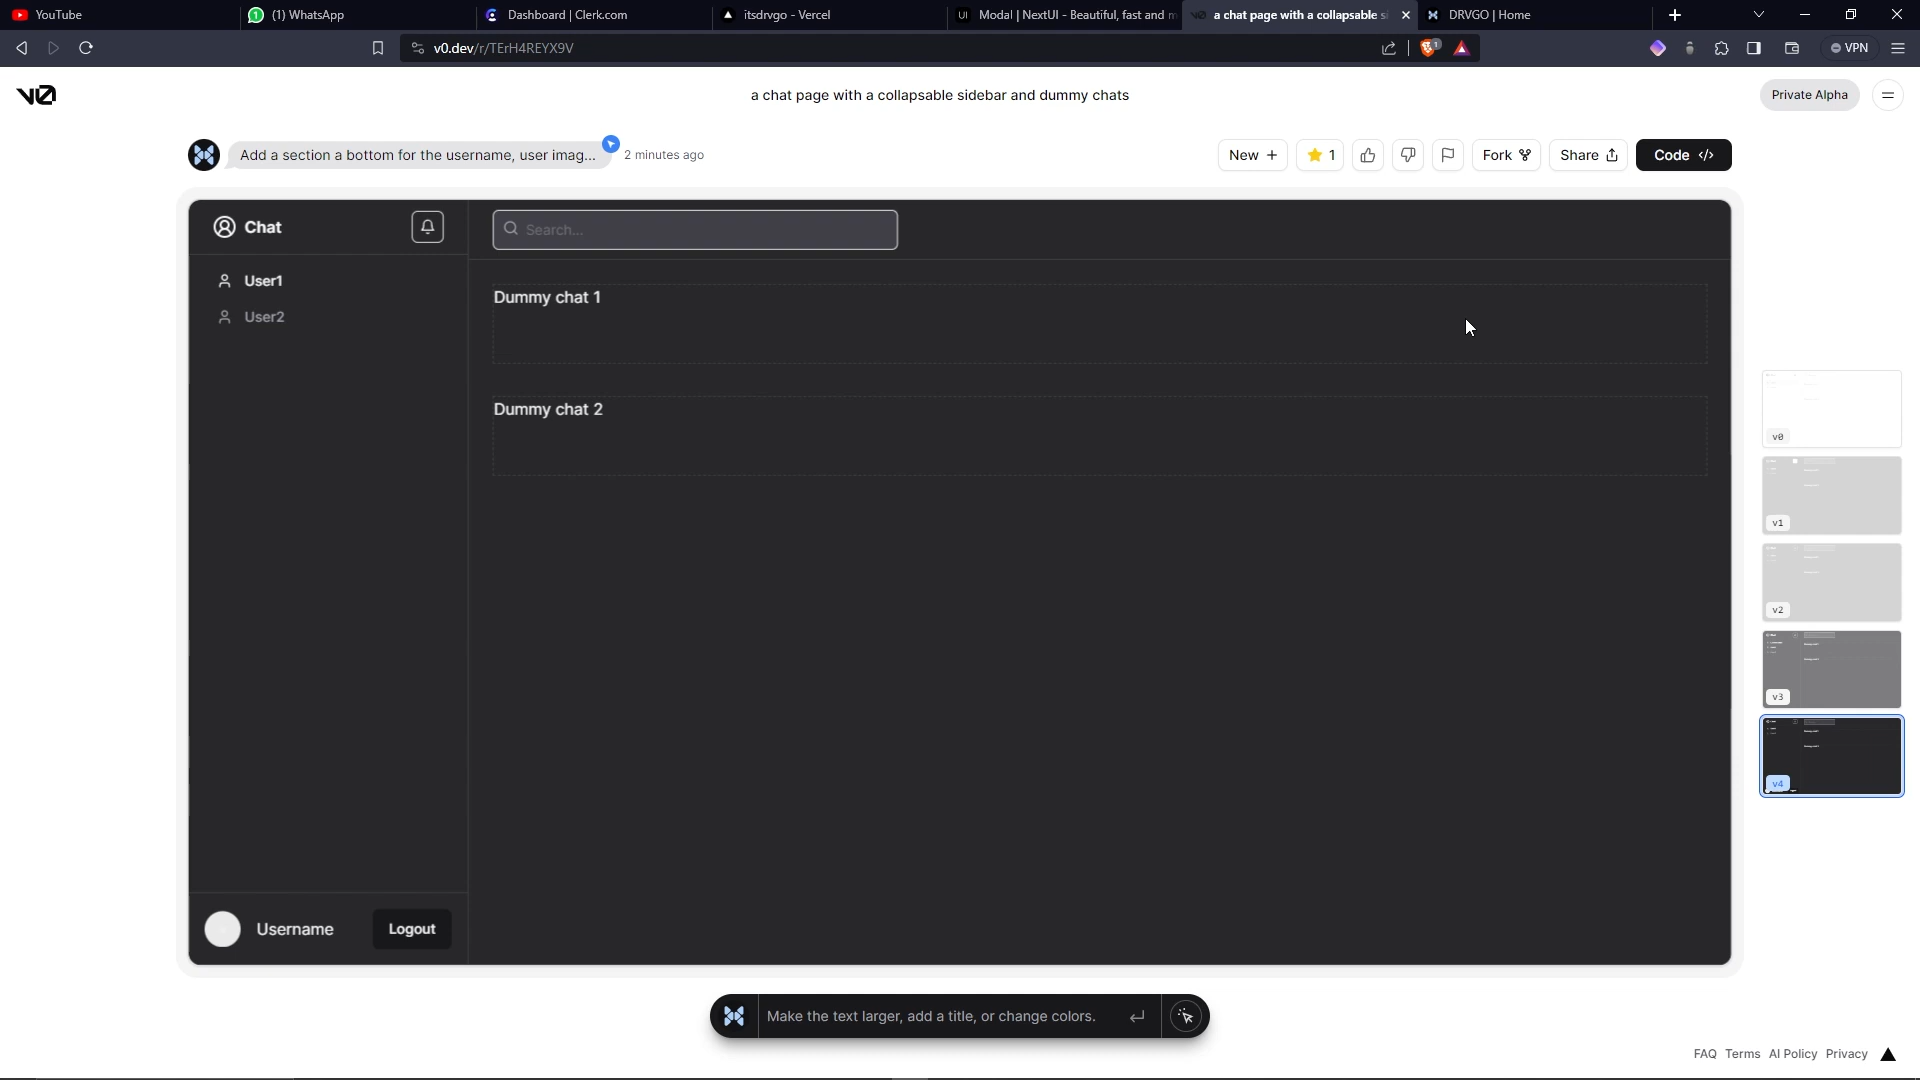 YouTube
(1) WhatsApp
Dashboard | Clerk.com
itsdrvgo - Vercel
Modal | NextUI - Beautiful, fast and m
a chat page with a collapsable si
DRVGO | Home
v0.dev/r/TErH4REYX9V
1
VPN
v0
a chat page with a collapsable sidebar and dummy chats
Private Alpha
Add a section a bottom for the username, user imag...
2 minutes ago
New +
1
Fork
Share
Code </>
Chat
Search...
User1
User2
Dummy chat 1
Dummy chat 2
v0
v1
v2
v3
v4
Username
Logout
Make the text larger, add a title, or change colors.
FAQ Terms AI Policy Privacy